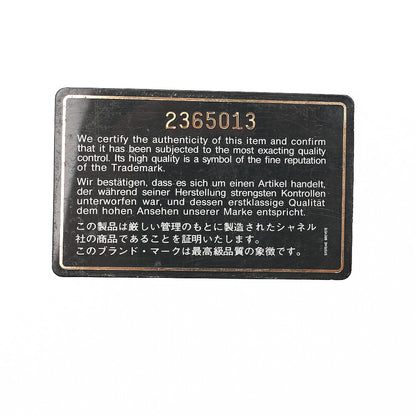 2365013
We certify the authenticity of this item and confirm
that it has been subjected to the most exacting quality
control. Its high quality is a symbol of the fine reputation
of the Trademark.
Wir bestätigen, dass es sich um einen Artikel handelt,
der während seiner Herstellung strengsten Kontrollen
unterworfen war, und dessen erstklassige Qualität
dem hohen Ansehen unserer Marke entspricht.
この製品は厳しい管理のもとに製造されたシャネル
社の商品であることを証明いたします。
このブランド・マークは最高級品質の象徴です。